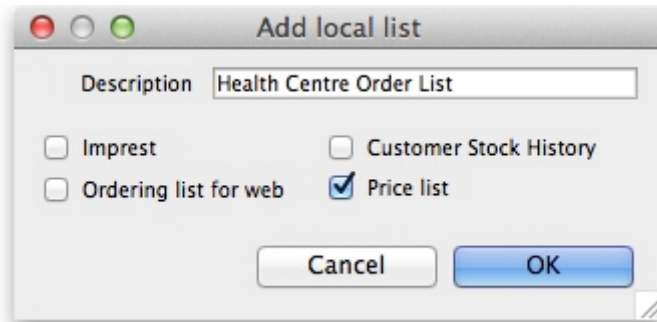 Add local list
Description Health Centre Order List
Imprest Customer Stock History
Ordering list for web Price list
Cancel OK